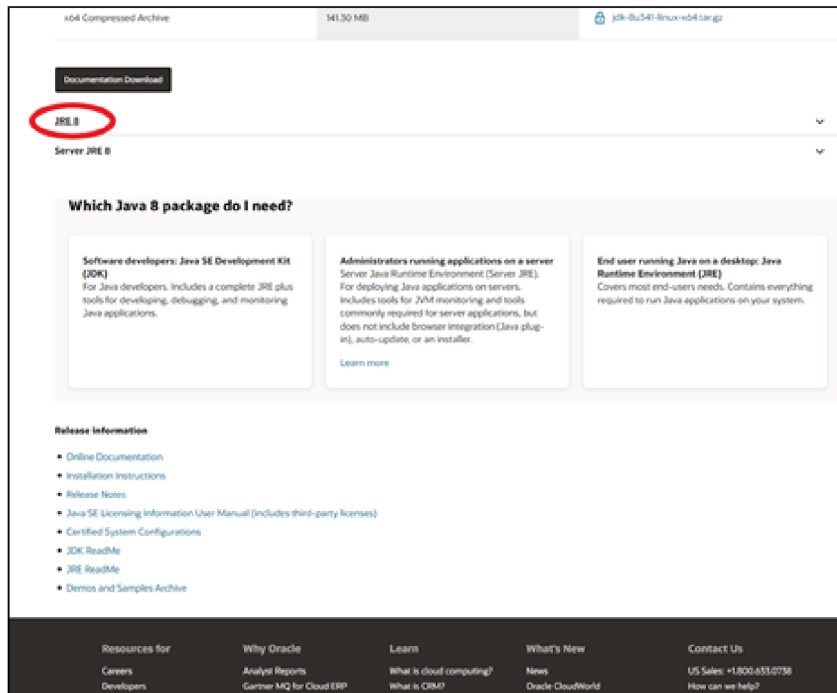 x64 Compressed Archive 141.30 MB jdk-8u341-linux-x64.tar.gz
Documentation Download
JRE 8
Server JRE 8
Which Java 8 package do I need?
Software developers: Java SE Development Kit
(JDK)
For Java developers. Includes a complete JRE plus
tools for developing, debugging, and monitoring
Java applications.
Administrators running applications on a server
Server Java Runtime Environment (Server JRE).
For deploying Java applications on servers.
Includes tools for JVM monitoring and tools
commonly required for server applications, but
does not include browser integration (Java plug-
in), auto-update, or an installer.
Learn more
End user running Java on a desktop: Java
Runtime Environment (JRE)
Covers most end-users needs. Contains everything
required to run Java applications on your system.
Release information
Online Documentation
Installation Instructions
Release Notes
Java SE Licensing Information User Manual (includes third-party licenses)
Certified System Configurations
JDK ReadMe
JRE ReadMe
Demos and Samples Archive
Resources for Why Oracle Learn What's New Contact Us
Careers Analyst Reports What is cloud computing? News US Sales: +1.800.633.0738
Developers Gartner MQ for Cloud ERP What is CRM? Oracle CloudWorld How can we help?